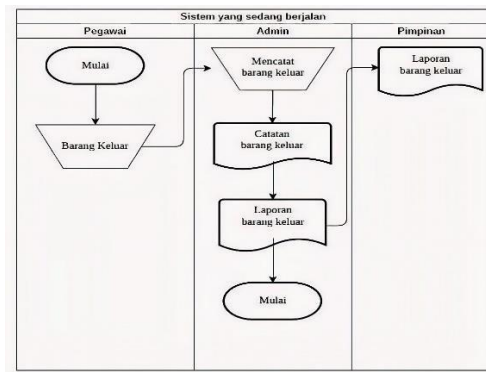 Sistem yang sedang berjalan
Pegawai
Admin
Pimpinan
Mulai
Barang Keluar
Mencatat
barang keluar
Catatan
barang keluar
Laporan
barang keluar
Mulai
Laporan
barang keluar